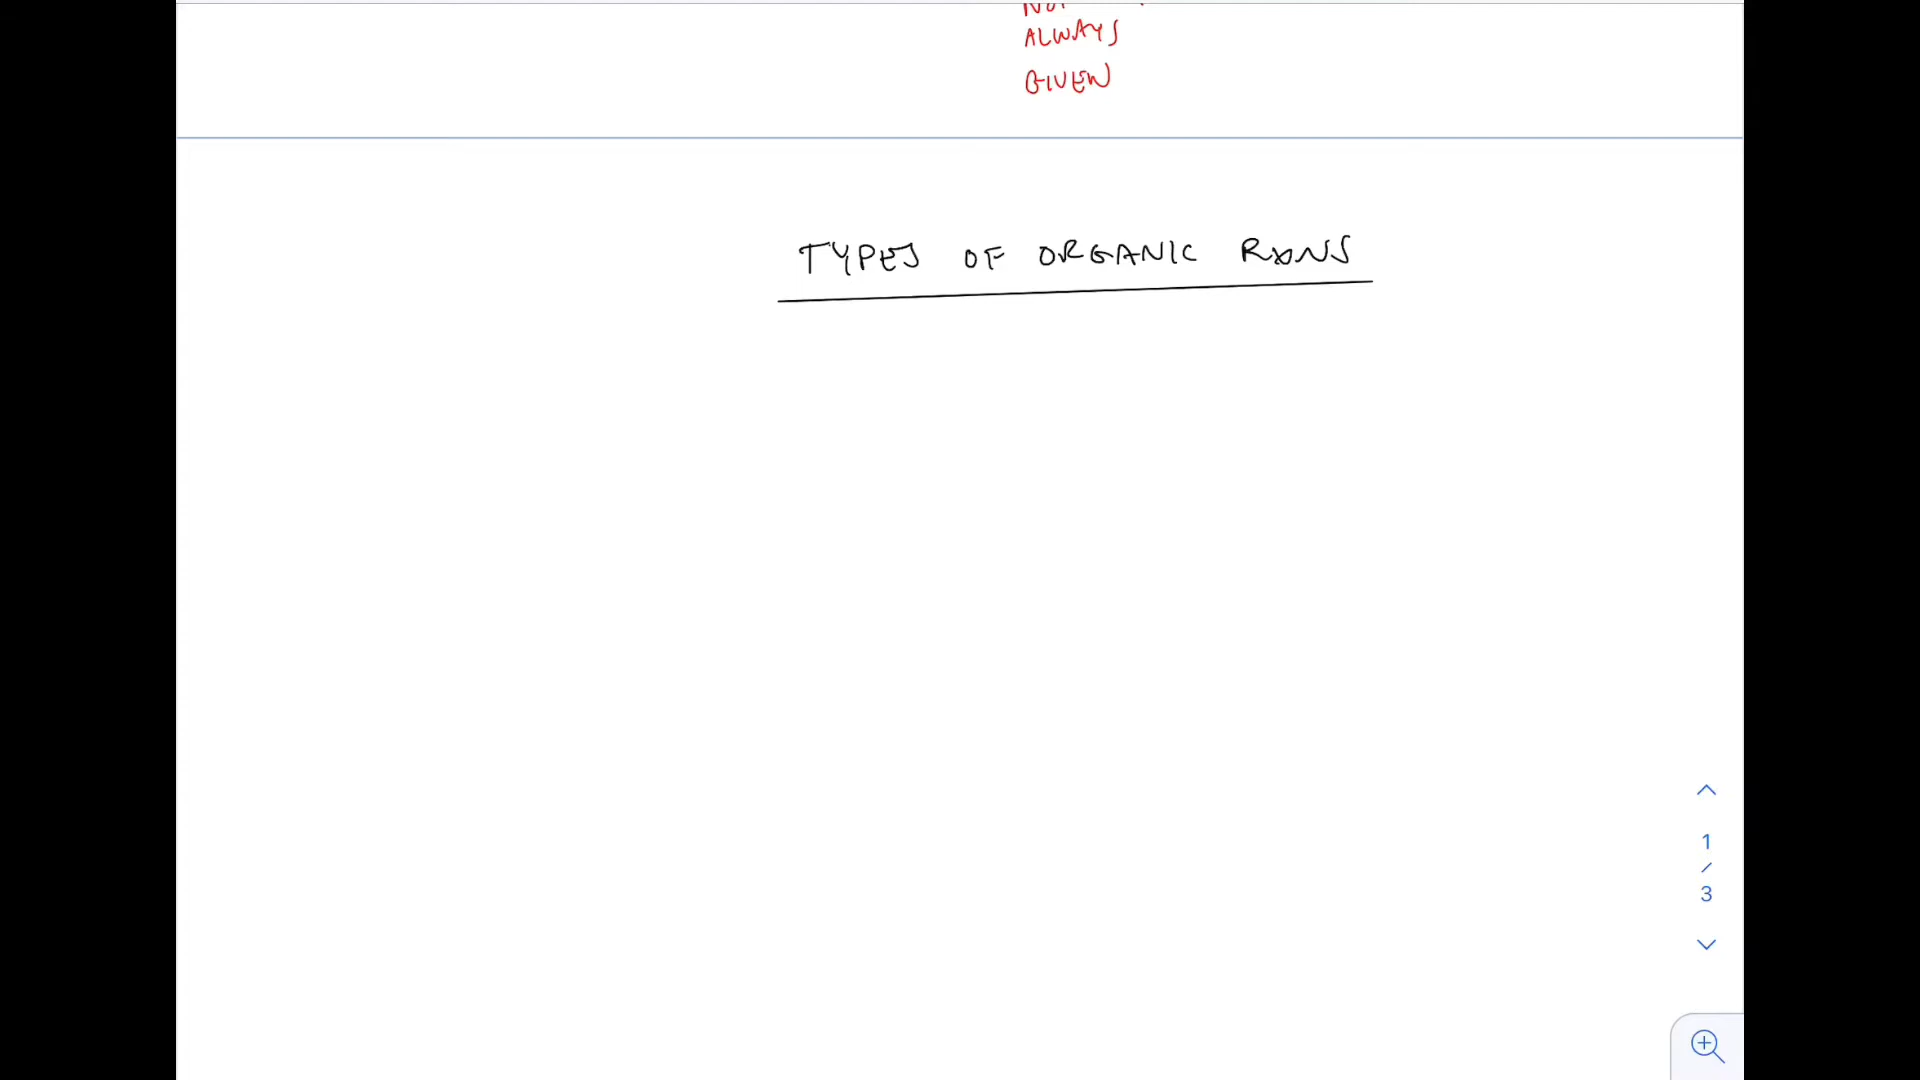 ALWAYS
GIVEN
TYPES OF ORGANIC RXNS
1
/
3